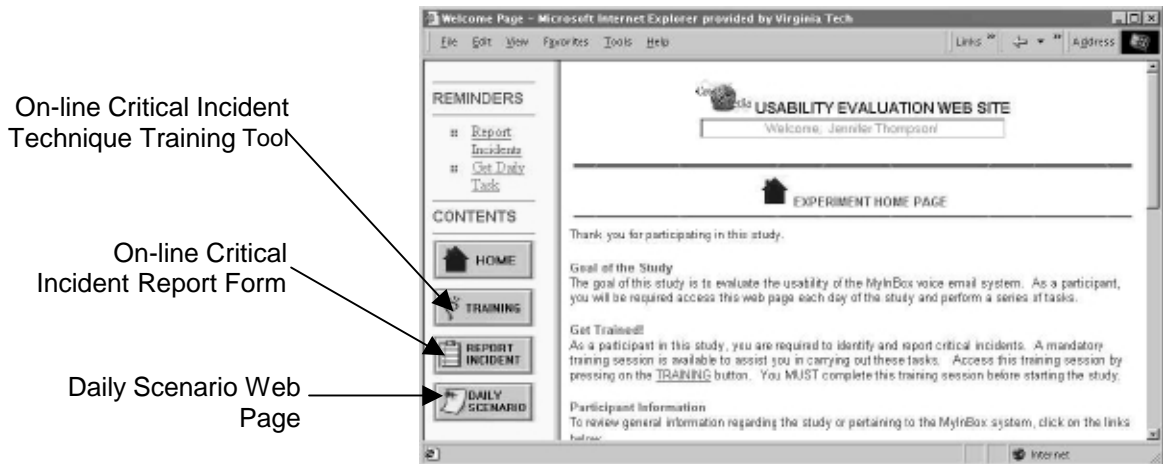 Welcome Page - Microsoft Internet Explorer provided by Virginia Tech
File Edit View Favorites Tools Help
Links » » Address
On-line Critical Incident
Technique Training Tool
On-line Critical
Incident Report Form
Daily Scenario Web
Page
REMINDERS
Report
Incidents
Get Daily
Task
CONTENTS
HOME
TRAINING
REPORT
INCIDENT
DAILY
SCENARIO
USABILITY EVALUATION WEB SITE
Welcome, Jennifer Thompson!
EXPERIMENT HOME PAGE
Thank you for participating in this study.
Goal of the Study
The goal of this study is to evaluate the usability of the MyInBox voice email system. As a participant,
you will be required access this web page each day of the study and perform a series of tasks.
Get Trained!
As a participant in this study, you are required to identify and report critical incidents. A mandatory
training session is available to assist you in carrying out these tasks. Access this training session by
pressing on the TRAINING button. You MUST complete this training session before starting the study.
Participant Information
To review general information regarding the study or pertaining to the MyInBox system, click on the links
below
Internet